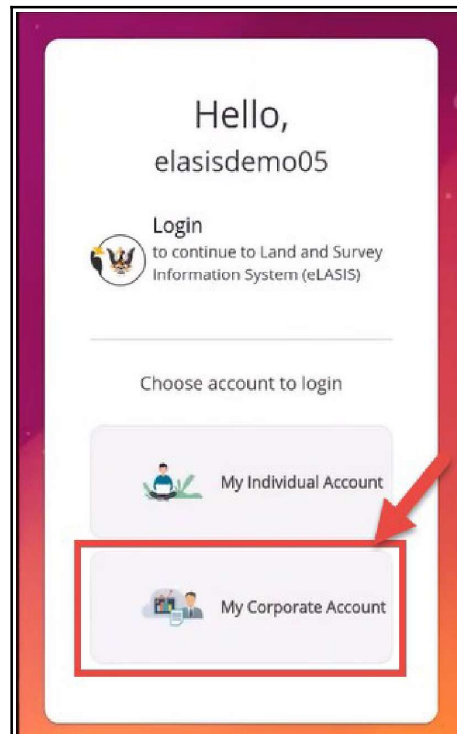 Hello,
elasisdemo05
Login
to continue to Land and Survey
Information System (eLASIS)
Choose account to login
My Individual Account
My Corporate Account